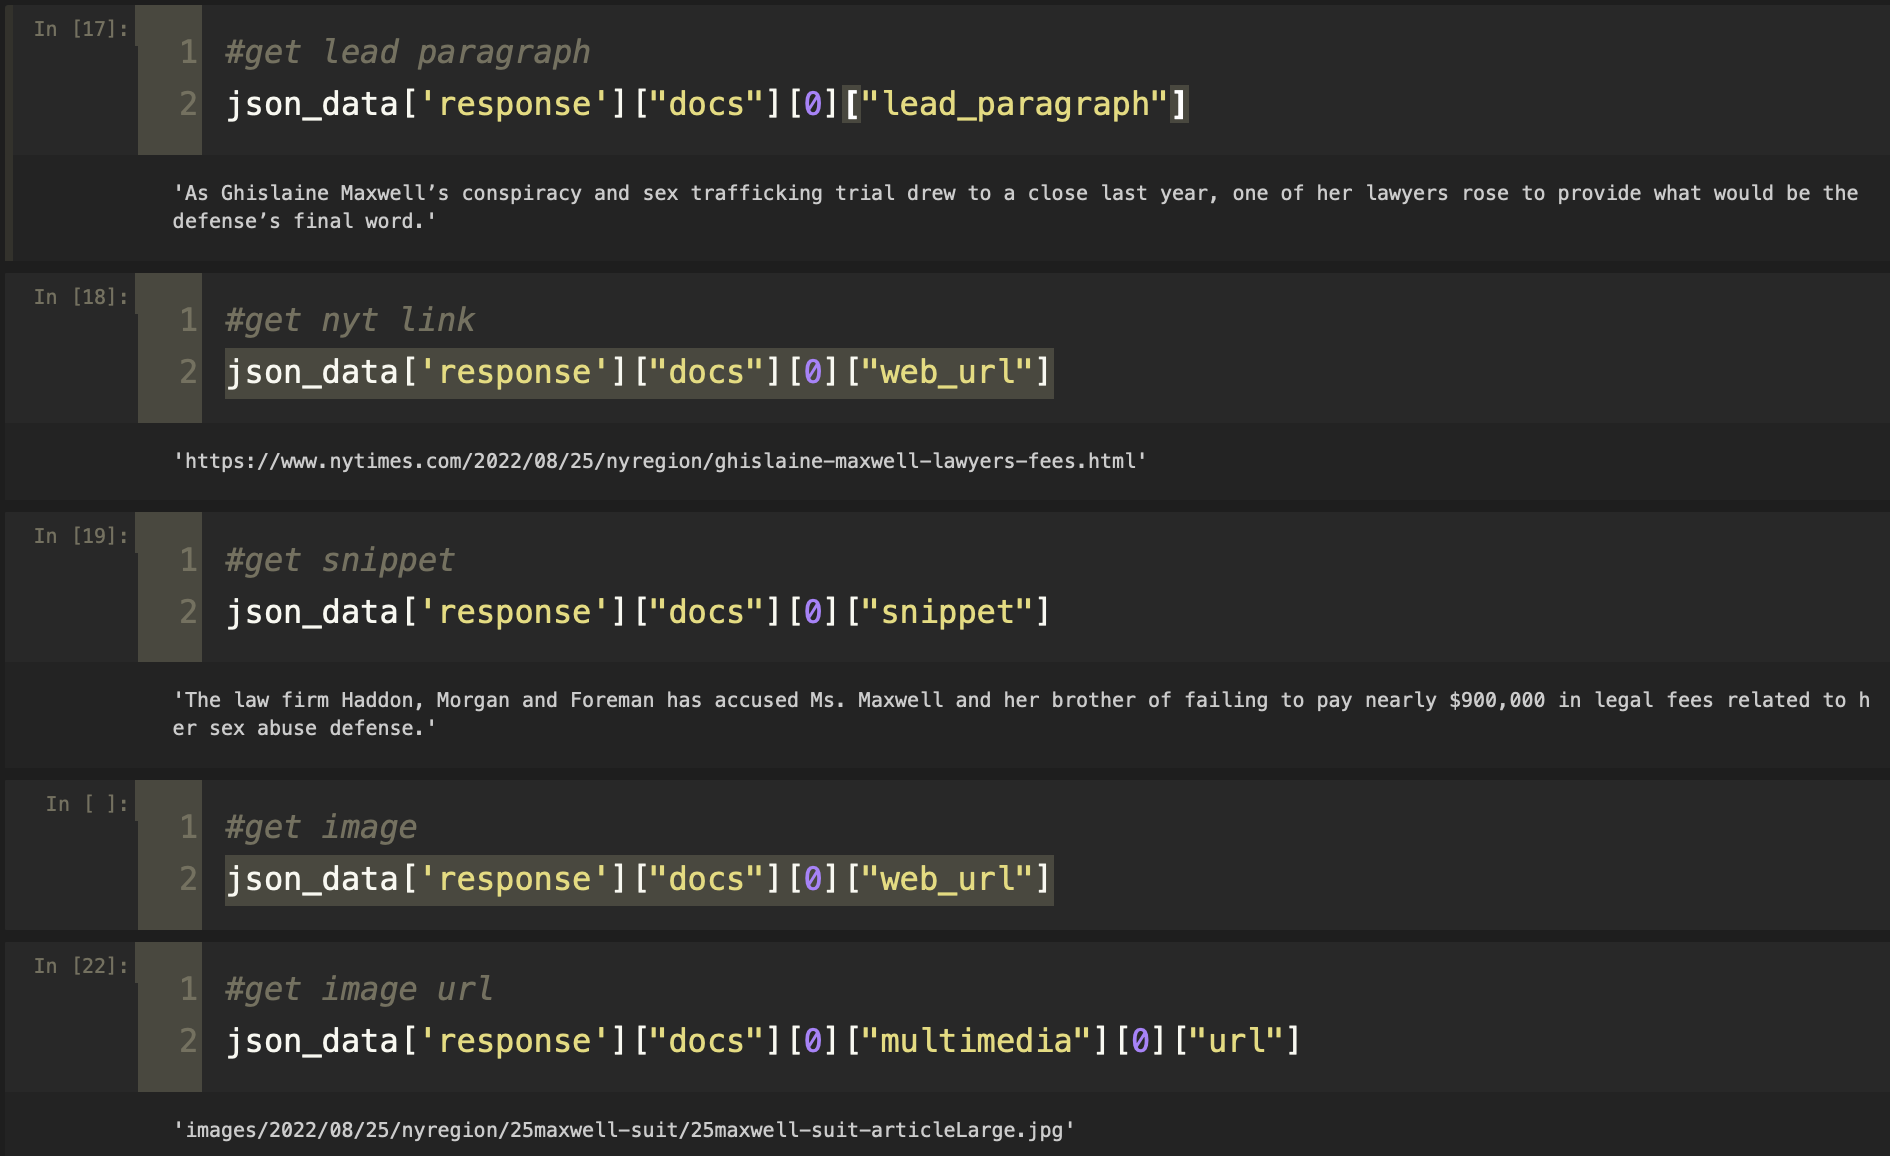 In [17]:
1 #get lead paragraph
2 json_data['response']["docs"][0]["lead_paragraph"]
'As Ghislaine Maxwell’s conspiracy and sex trafficking trial drew to a close last year, one of her lawyers rose to provide what would be the
defense’s final word.'
In [18]:
1 #get nyt link
2 json_data['response']["docs"][0]["web_url"]
'https://www.nytimes.com/2022/08/25/nyregion/ghislaine-maxwell-lawyers-fees.html'
In [19]:
1 #get snippet
2 json_data['response']["docs"][0]["snippet"]
'The law firm Haddon, Morgan and Foreman has accused Ms. Maxwell and her brother of failing to pay nearly $900,000 in legal fees related to h
er sex abuse defense.'
In [ ]:
1 #get image
2 json_data['response']["docs"][0]["web_url"]
In [22]:
1 #get image url
2 json_data['response']["docs"][0]["multimedia"][0]["url"]
'images/2022/08/25/nyregion/25maxwell-suit/25maxwell-suit-articleLarge.jpg'